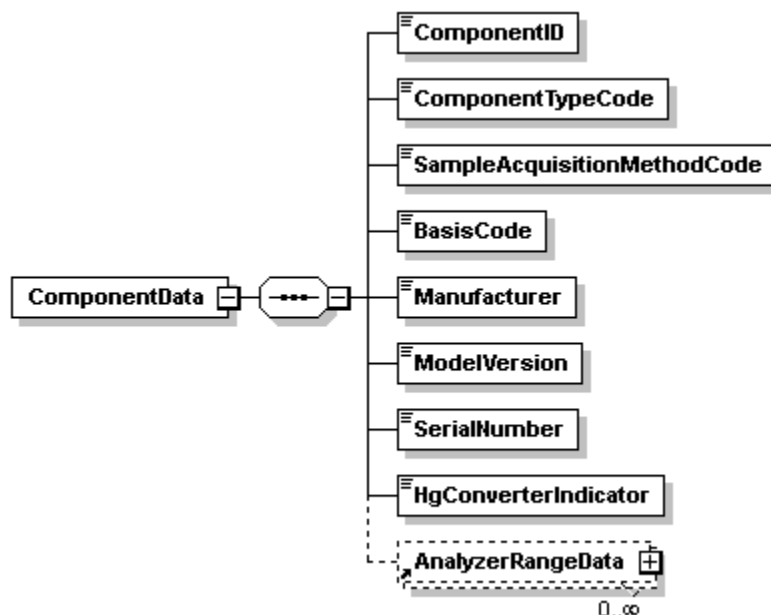 ComponentID
ComponentTypeCode
SampleAcquisitionMethodCode
BasisCode
ComponentData
Manufacturer
ModelVersion
SerialNumber
HgConverterIndicator
AnalyzerRangeData
0..∞